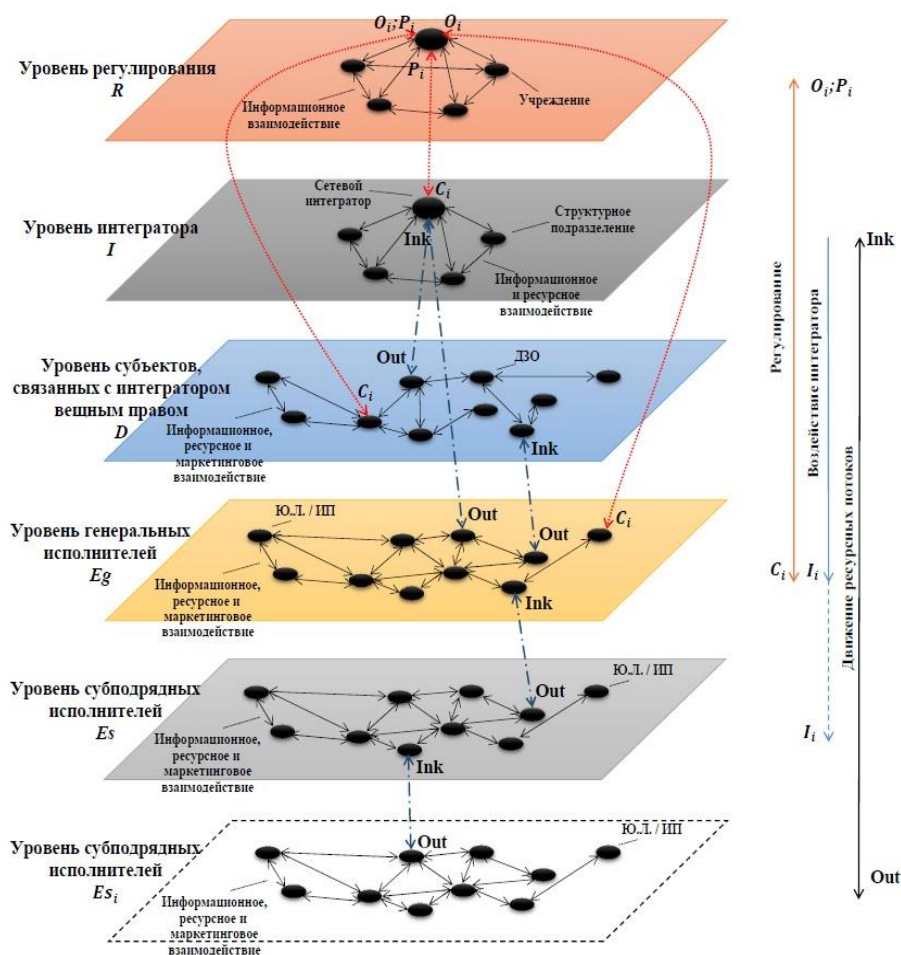 O_i;P_i
O_i
Уровень регулирования
R
P_i
Информационное
взаимодействие
Учреждение
Сетевой
интегратор
C_i
Уровень интегратора
I
Ink
Структурное
подразделение
Информационное
и ресурсное
взаимодействие
Уровень субъектов,
связанных с интегратором
вещным правом
D
Out
ДЗО
C_i
Информационное,
ресурсное и
маркетинговое
взаимодействие
Ink
Ю.Л. / ИП
Уровень генеральных
исполнителей
Eg
Out
Out
C_i
Информационное,
ресурсное и
маркетинговое
взаимодействие
Ink
Ю.Л. / ИП
Уровень субподрядных
исполнителей
Es
Out
Информационное,
ресурсное и
маркетинговое
взаимодействие
Ink
Ю.Л. / ИП
Уровень субподрядных
исполнителей
Es_i
Out
Информационное,
ресурсное и
маркетинговое
взаимодействие
O_i;P_i
Регулирование
C_i
Воздействие интегратора
I_i
I_i
Ink
Движение ресурсных потоков
Out